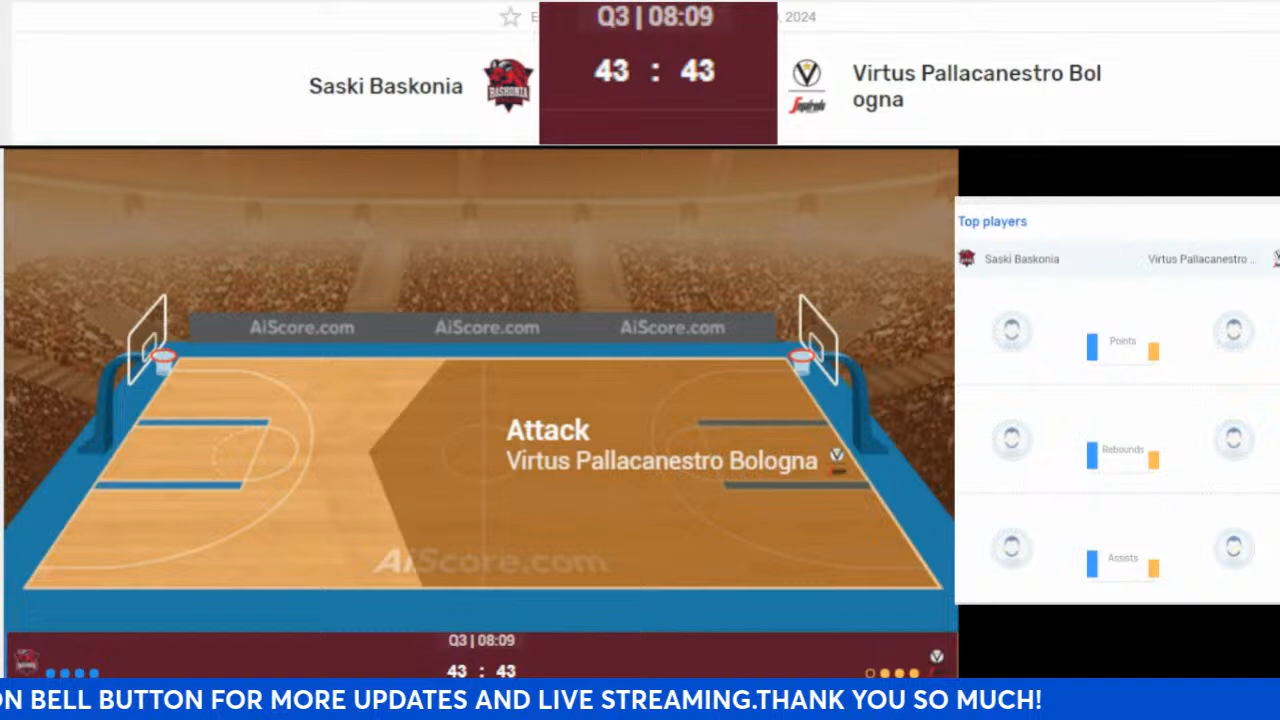 , 2024
Q3 | 08:09
43 : 43
Saski Baskonia
BASKONIA
Virtus Pallacanestro Bol
ogna
Top players
Saski Baskonia
Virtus Pallacanestro ...
Points
Rebounds
Assists
AiScore.com AiScore.com AiScore.com
Attack
Virtus Pallacanestro Bologna
AiScore.com
Q3 | 08:09
43 : 43
ON BELL BUTTON FOR MORE UPDATES AND LIVE STREAMING.THANK YOU SO MUCH!